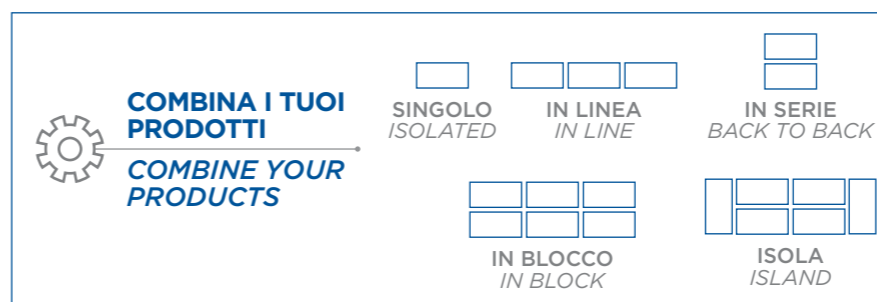 COMBINA I TUOI
PRODOTTI
COMBINE YOUR
PRODUCTS
SINGOLO
ISOLATED
IN LINEA
IN LINE
IN SERIE
BACK TO BACK
IN BLOCCO
IN BLOCK
ISOLA
ISLAND